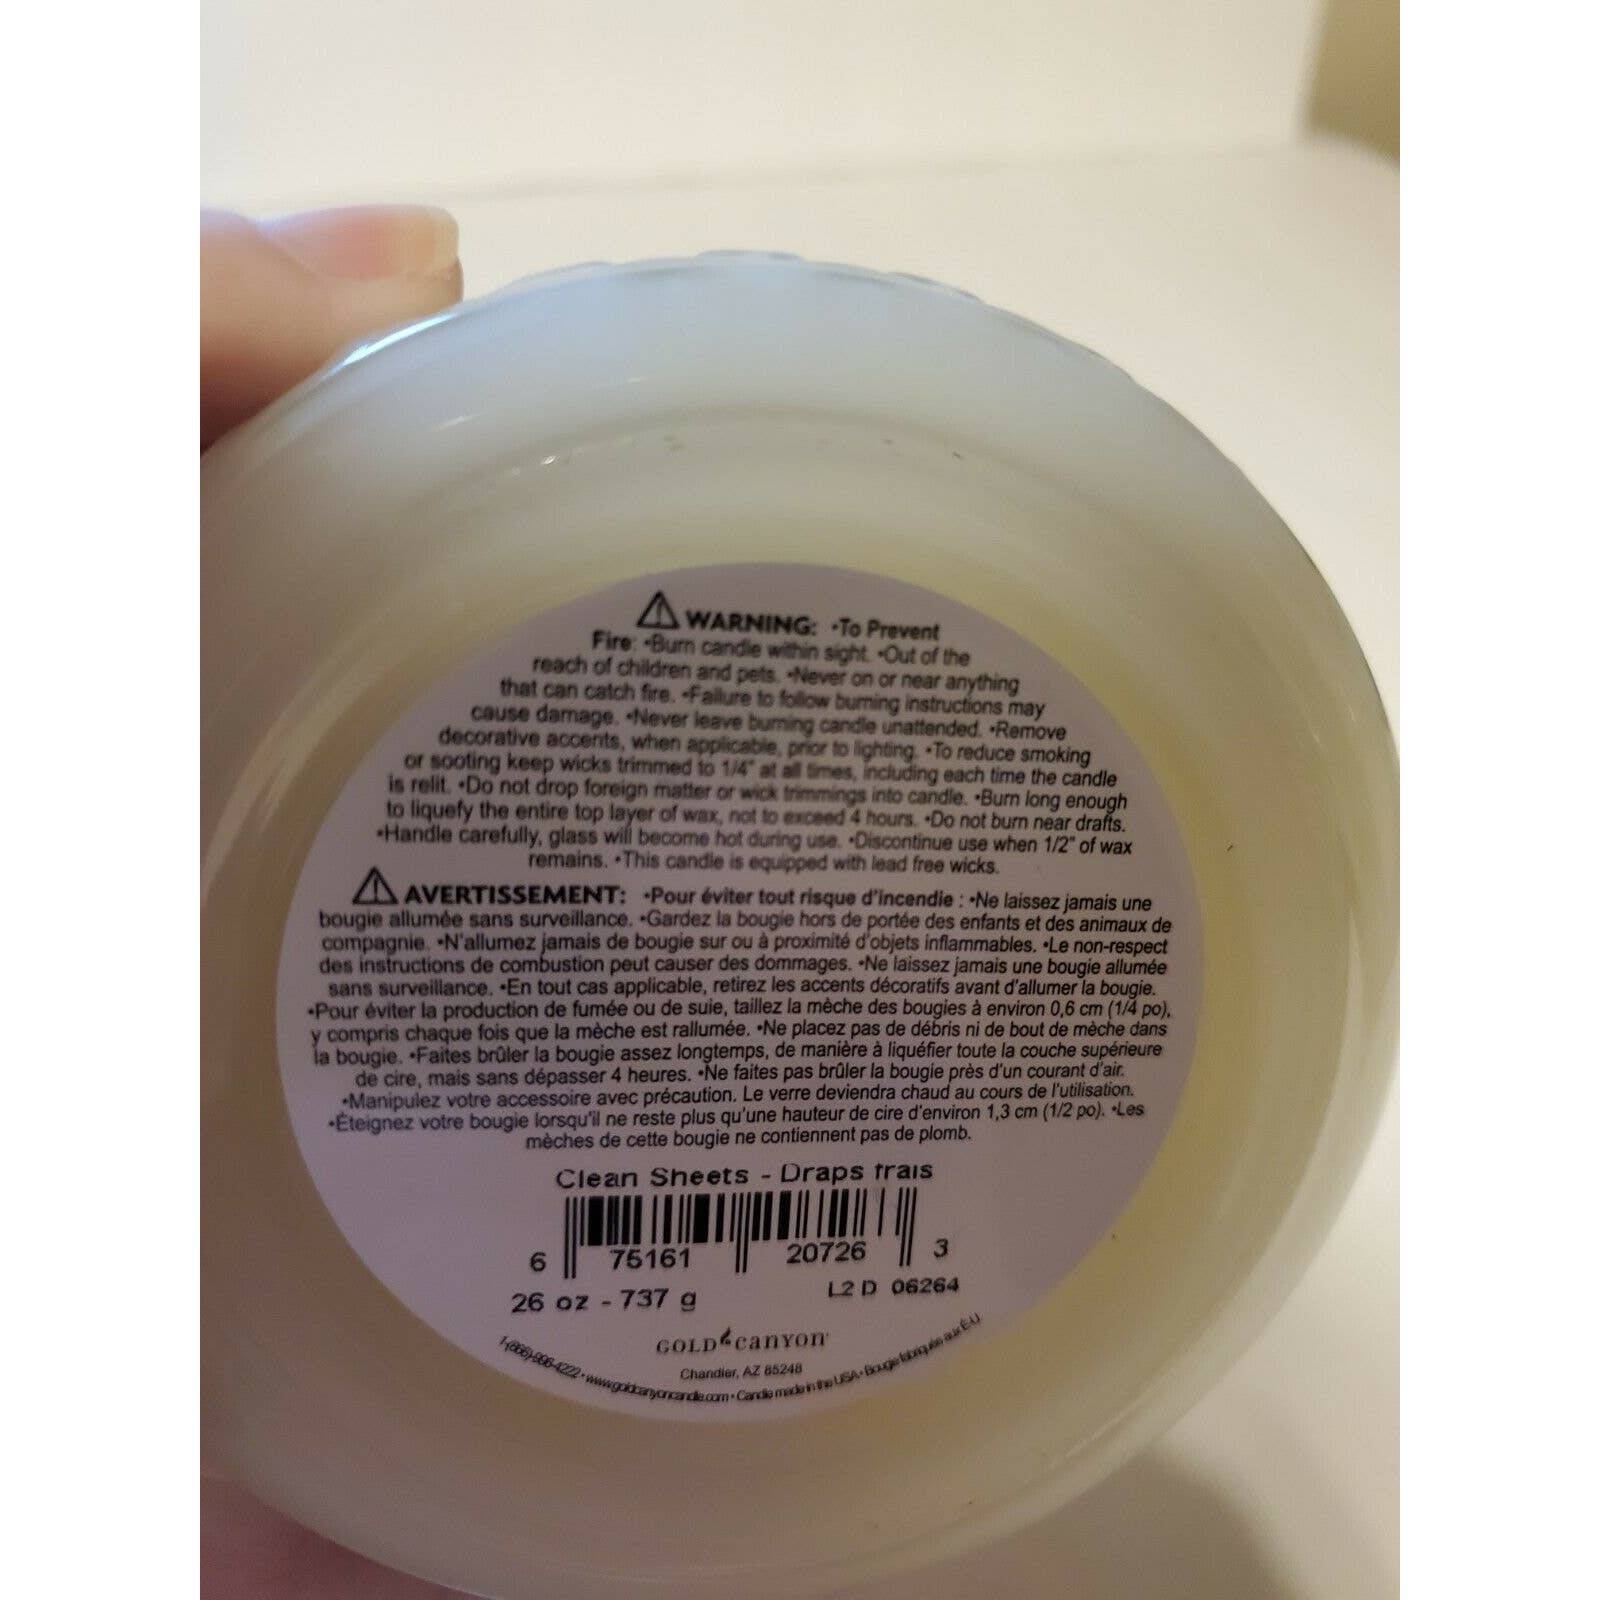 ⚠ WARNING: •To Prevent
Fire: •Burn candle within sight. •Out of the
reach of children and pets. •Never on or near anything
that can catch fire. •Failure to follow burning instructions may
cause damage. •Never leave burning candle unattended. •Remove
decorative accents, when applicable, prior to lighting. •To reduce smoking
or sooting keep wicks trimmed to 1/4" at all times, including each time the candle
is relit. •Do not drop foreign matter or wick trimmings into candle. •Burn long enough
to liquefy the entire top layer of wax, not to exceed 4 hours. •Do not burn near drafts.
•Handle carefully, glass will become hot during use. •Discontinue use when 1/2" of wax
remains. •This candle is equipped with lead free wicks.
⚠ AVERTISSEMENT: •Pour éviter tout risque d'incendie : •Ne laissez jamais une
bougie allumée sans surveillance. •Gardez la bougie hors de portée des enfants et des animaux de
compagnie. •N'allumez jamais de bougie sur ou à proximité d'objets inflammables. •Le non-respect
des instructions de combustion peut causer des dommages. •Ne laissez jamais une bougie allumée
sans surveillance. •En tout cas applicable, retirez les accents décoratifs avant d'allumer la bougie.
•Pour éviter la production de fumée ou de suie, taillez la mèche des bougies à environ 0,6 cm (1/4 po),
y compris chaque fois que la mèche est rallumée. •Ne placez pas de débris ni de bout de mèche dans
la bougie. •Faites brûler la bougie assez longtemps, de manière à liquéfier toute la couche supérieure
de cire, mais sans dépasser 4 heures. •Ne faites pas brûler la bougie près d'un courant d'air.
•Manipulez votre accessoire avec précaution. Le verre deviendra chaud au cours de l'utilisation.
•Éteignez votre bougie lorsqu'il ne reste plus qu'une hauteur de cire d'environ 1,3 cm (1/2 po). •Les
mèches de cette bougie ne contiennent pas de plomb.
Clean Sheets - Draps frais
6 75161 20726 3
26 oz - 737 g L2 D 06264
GOLD CANYON
Chandler, AZ 85248
1-(866)-996-4222 • www.goldcanyoncandle.com • Candle made in the USA • Bougie fabriquée aux É-U